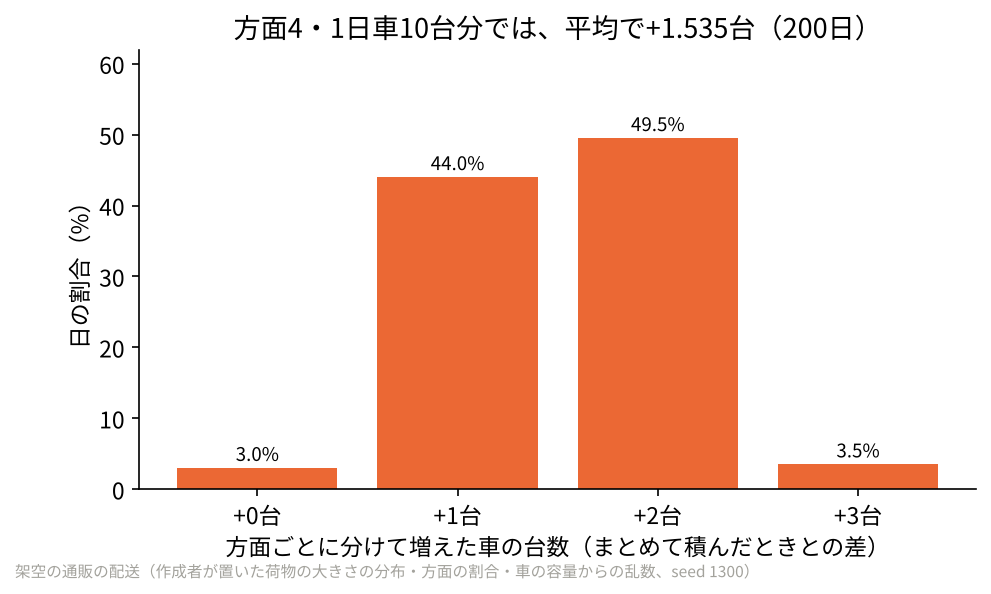 方面4・1日車10台分では、平均で+1.535台（200日）
日の割合（%）
60
50
40
30
20
10
0
3.0%
44.0%
49.5%
3.5%
+0台
+1台
+2台
+3台
方面ごとに分けて増えた車の台数（まとめて積んだときとの差）
架空の通販の配送（作成者が置いた荷物の大きさの分布・方面の割合・車の容量からの乱数、seed 1300）